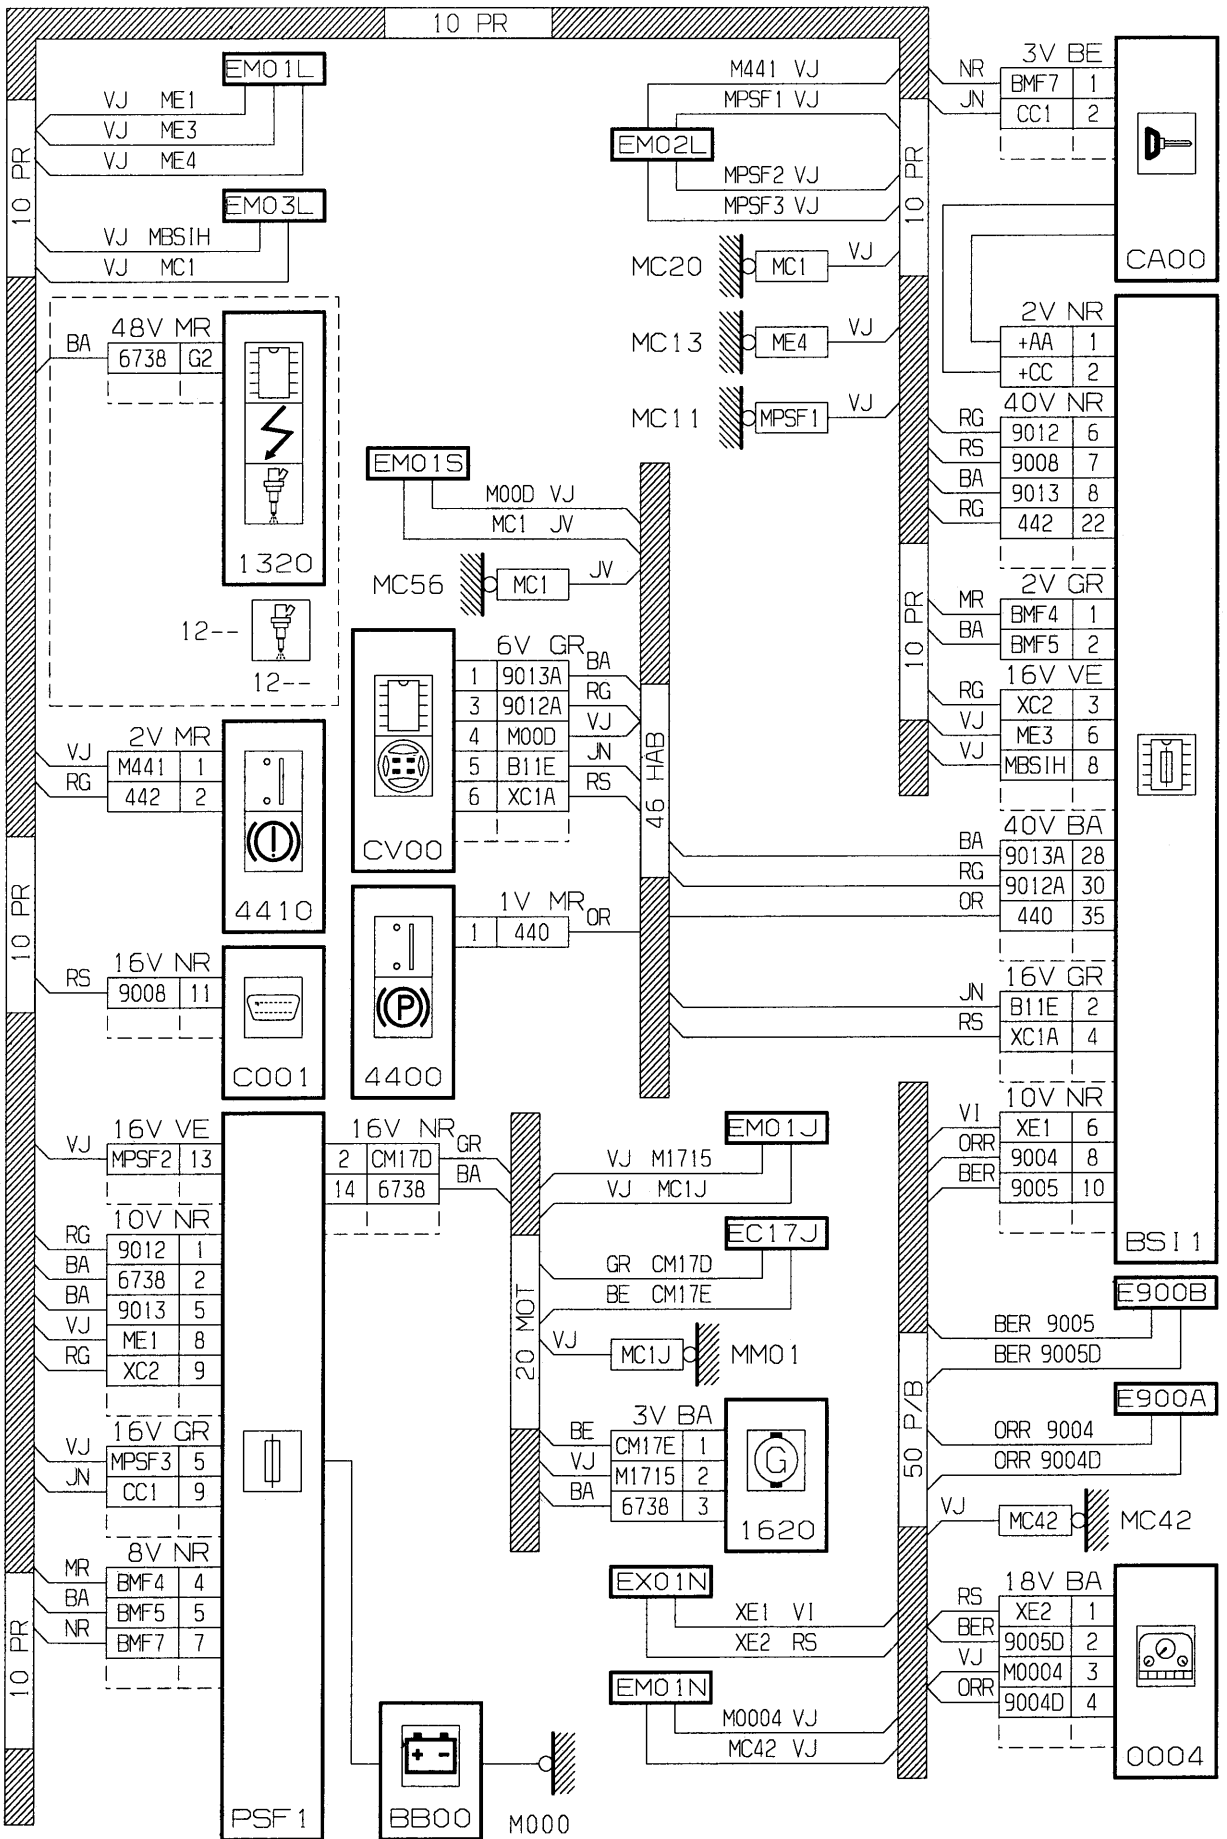 10 PR
EM01L
VJ ME1
VJ ME3
VJ ME4
10 PR
EM03L
VJ MBSIH
VJ MC1
48V MR
BA 6738 G2
1320
12--
12--
2V MR
VJ M441 1
RG 442 2
4410
10 PR
16V NR
RS 9008 11
C001
16V VE
VJ MPSF2 13
10V NR
RG 9012 1
BA 6738 2
BA 9013 5
VJ ME1 8
RG XC2 9
16V GR
VJ MPSF3 5
JN CC1 9
8V NR
MR BMF4 4
BA BMF5 5
NR BMF7 7
10 PR
PSF1
M441 VJ
MPSF1 VJ
EM02L
MPSF2 VJ
MPSF3 VJ
10 PR
MC20 MC1 VJ
MC13 ME4 VJ
MC11 MPSF1 VJ
EM01S
M00D VJ
MC1 JV
MC56 MC1 JV
6V GR
1 9013A BA
3 9012A RG
4 M00D VJ
5 B11E JN
6 XC1A RS
CV00
46 HAB
1V MR
1 440 OR
P
4400
16V NR
2 CM17D GR
14 6738 BA
20 MOT
EM01J
VJ M1715
VJ MC1J
EC17J
GR CM17D
BE CM17E
VJ MC1J MM01
3V BA
BE CM17E 1
VJ M1715 2
BA 6738 3
G
1620
EX01N
XE1 VI
XE2 RS
EM01N
M0004 VJ
MC42 VJ
+ -
BB00
M000
3V BE
NR BMF7 1
JN CC1 2
CA00
2V NR
+AA 1
+CC 2
40V NR
RG 9012 6
RS 9008 7
BA 9013 8
RG 442 22
10 PR
2V GR
MR BMF4 1
BA BMF5 2
16V VE
RG XC2 3
VJ ME3 6
VJ MBSIH 8
40V BA
BA 9013A 28
RG 9012A 30
OR 440 35
16V GR
JN B11E 2
RS XC1A 4
10V NR
VI XE1 6
ORR 9004 8
BER 9005 10
BSI1
E900B
BER 9005
BER 9005D
E900A
50 P/B
ORR 9004
ORR 9004D
VJ MC42 MC42
18V BA
RS XE2 1
BER 9005D 2
VJ M0004 3
ORR 9004D 4
0004